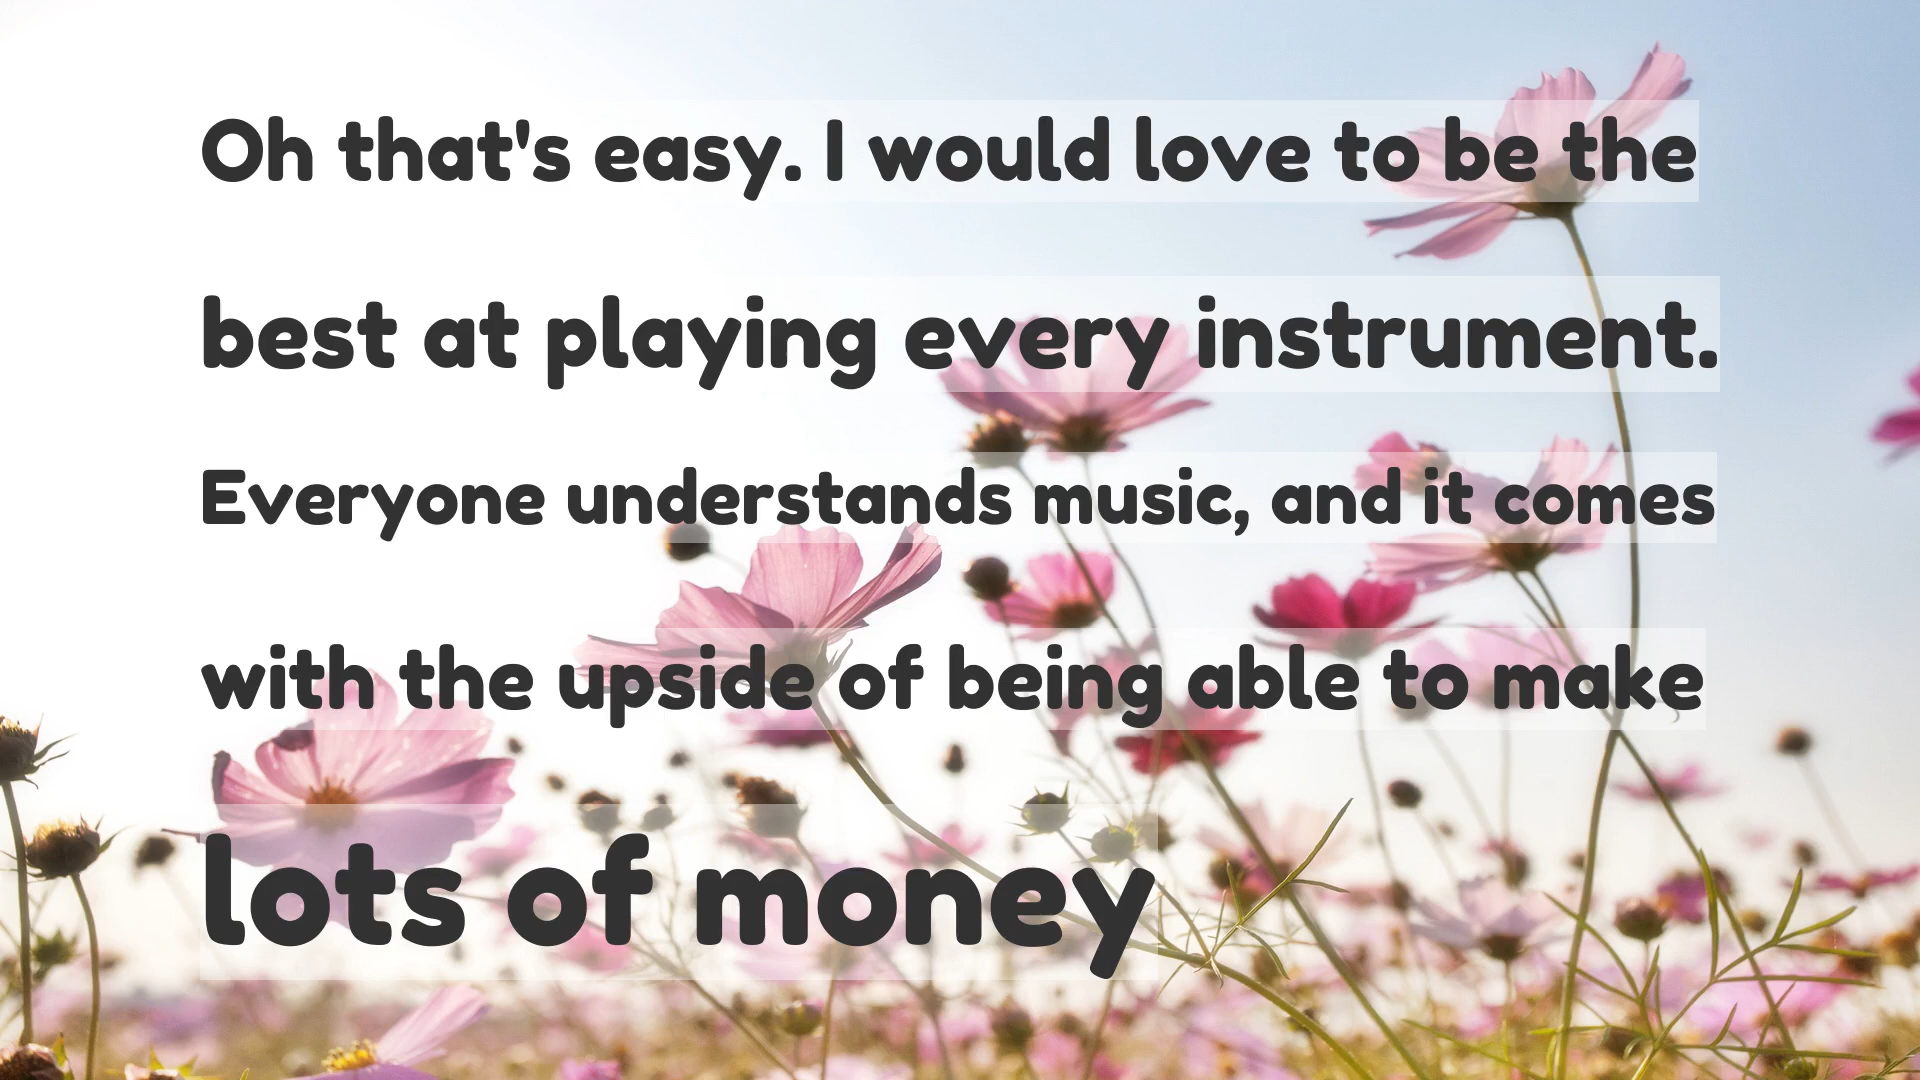 Oh that's easy. I would love to be the
best at playing every instrument.
Everyone understands music, and it comes
with the upside of being able to make
lots of money